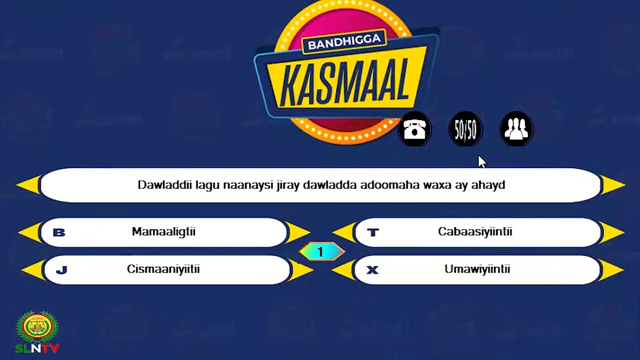 BANDHIGGA
KASMAAL
50/50
Dawladdii lagu naanaysi jiray dawladda adoomaha waxa ay ahayd
B Mamaaligtii
T Cabaasiyiintii
1
J Cismaaniyiitii
X Umawiyiintii
SLNTV